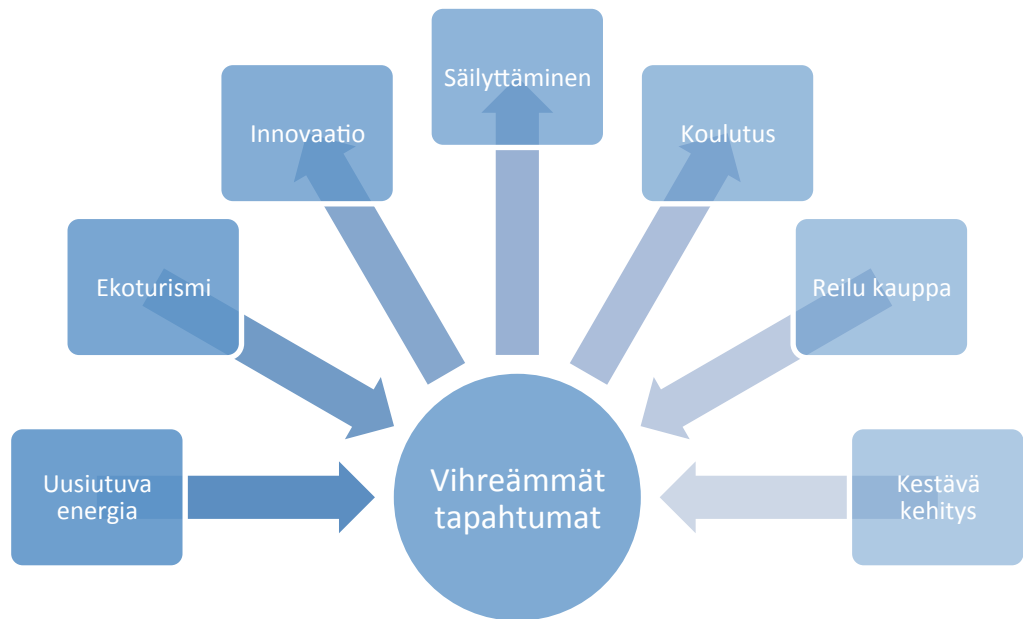 Säilyttäminen
Innovaatio
Koulutus
Ekoturismi
Reilu kauppa
Uusiutuva
energia
Vihreämmät
tapahtumat
Kestävä
kehitys